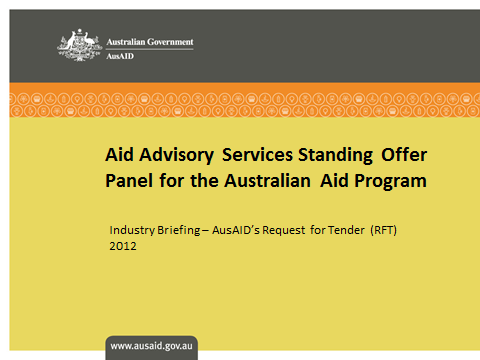 Australian Government
AusAID
Aid Advisory Services Standing Offer
Panel for the Australian Aid Program
Industry Briefing – AusAID's Request for Tender (RFT)
2012
www.ausaid.gov.au